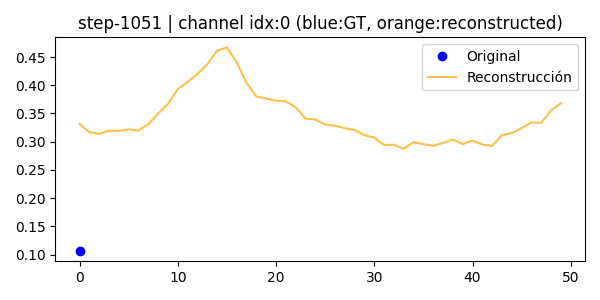 step-1051 | channel idx:0 (blue:GT, orange:reconstructed)
Original
Reconstrucción
0.45
0.40
0.35
0.30
0.25
0.20
0.15
0.10
0 10 20 30 40 50